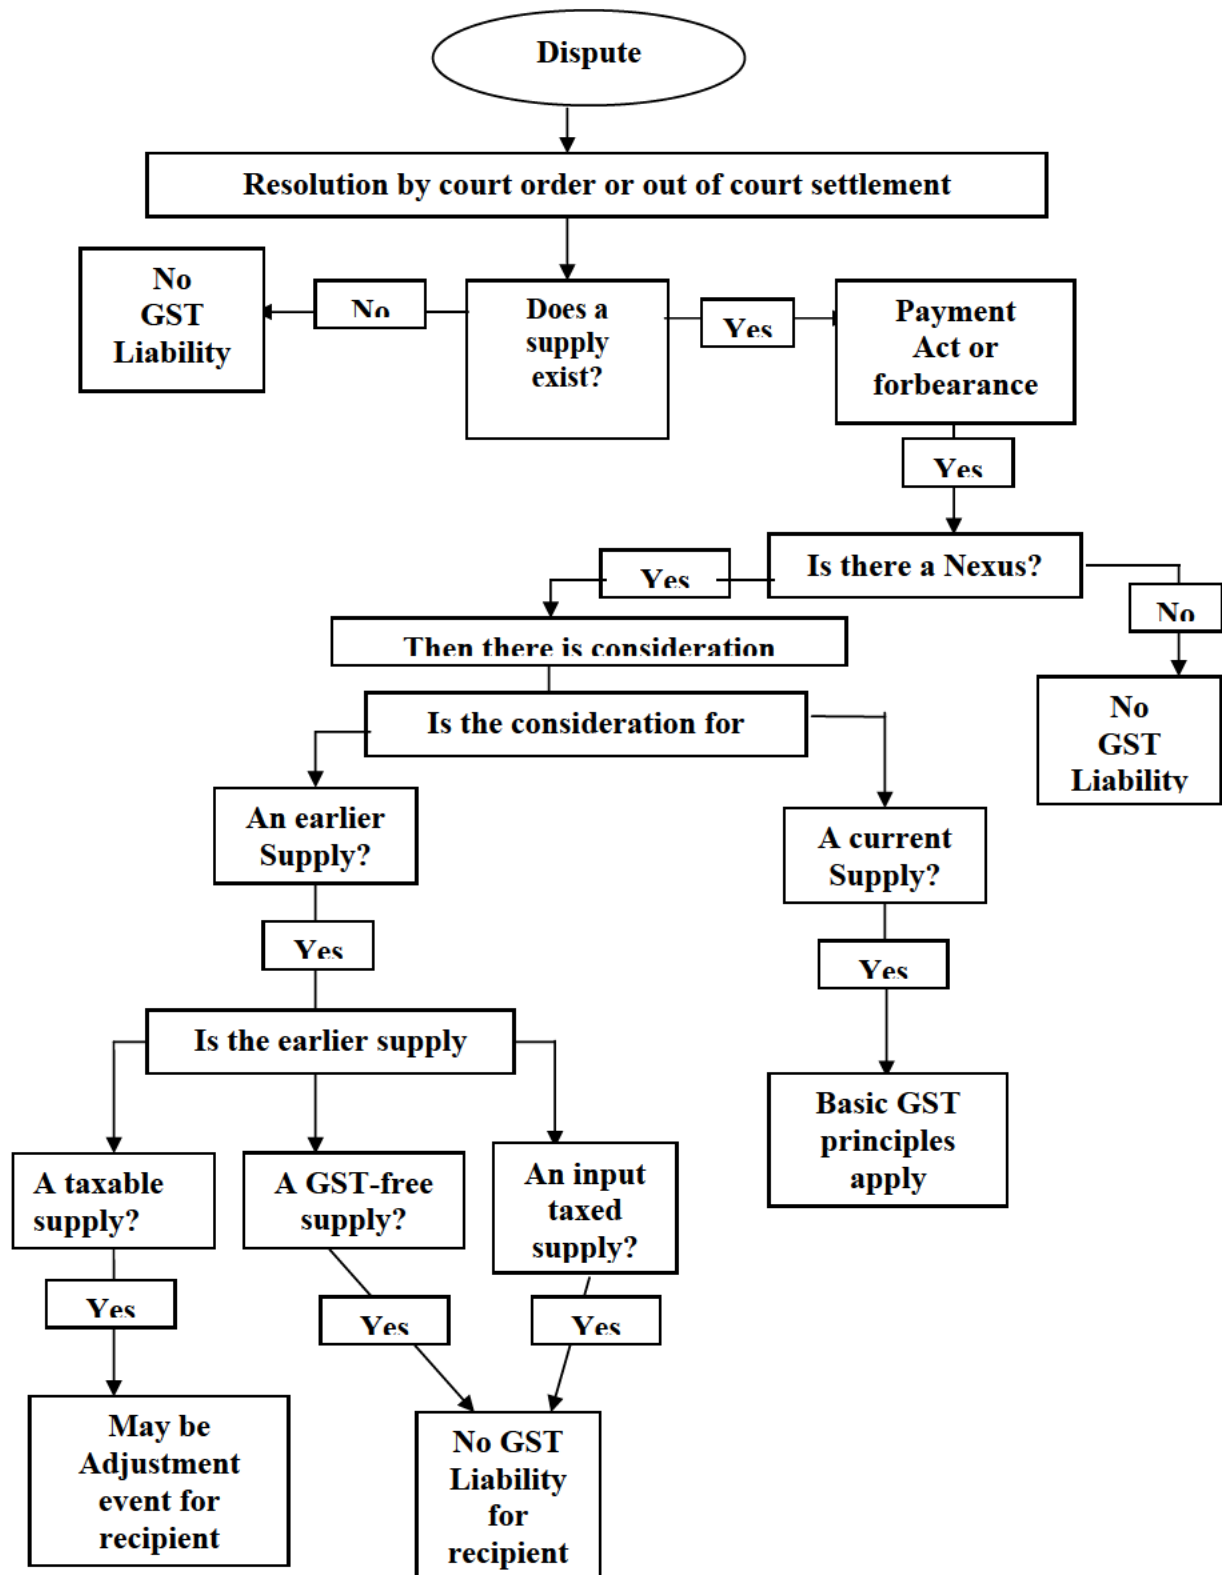 Dispute
Resolution by court order or out of court settlement
No
GST
Liability
No
Does a
supply
exist?
Yes
Payment
Act or
forbearance
Yes
Is there a Nexus?
Yes
No
Then there is consideration
Is the consideration for
No
GST
Liability
An earlier
Supply?
A current
Supply?
Yes
Yes
Is the earlier supply
Basic GST
principles
apply
A taxable
supply?
A GST-free
supply?
An input
taxed
supply?
Yes
Yes
Yes
May be
Adjustment
event for
recipient
No GST
Liability
for
recipient